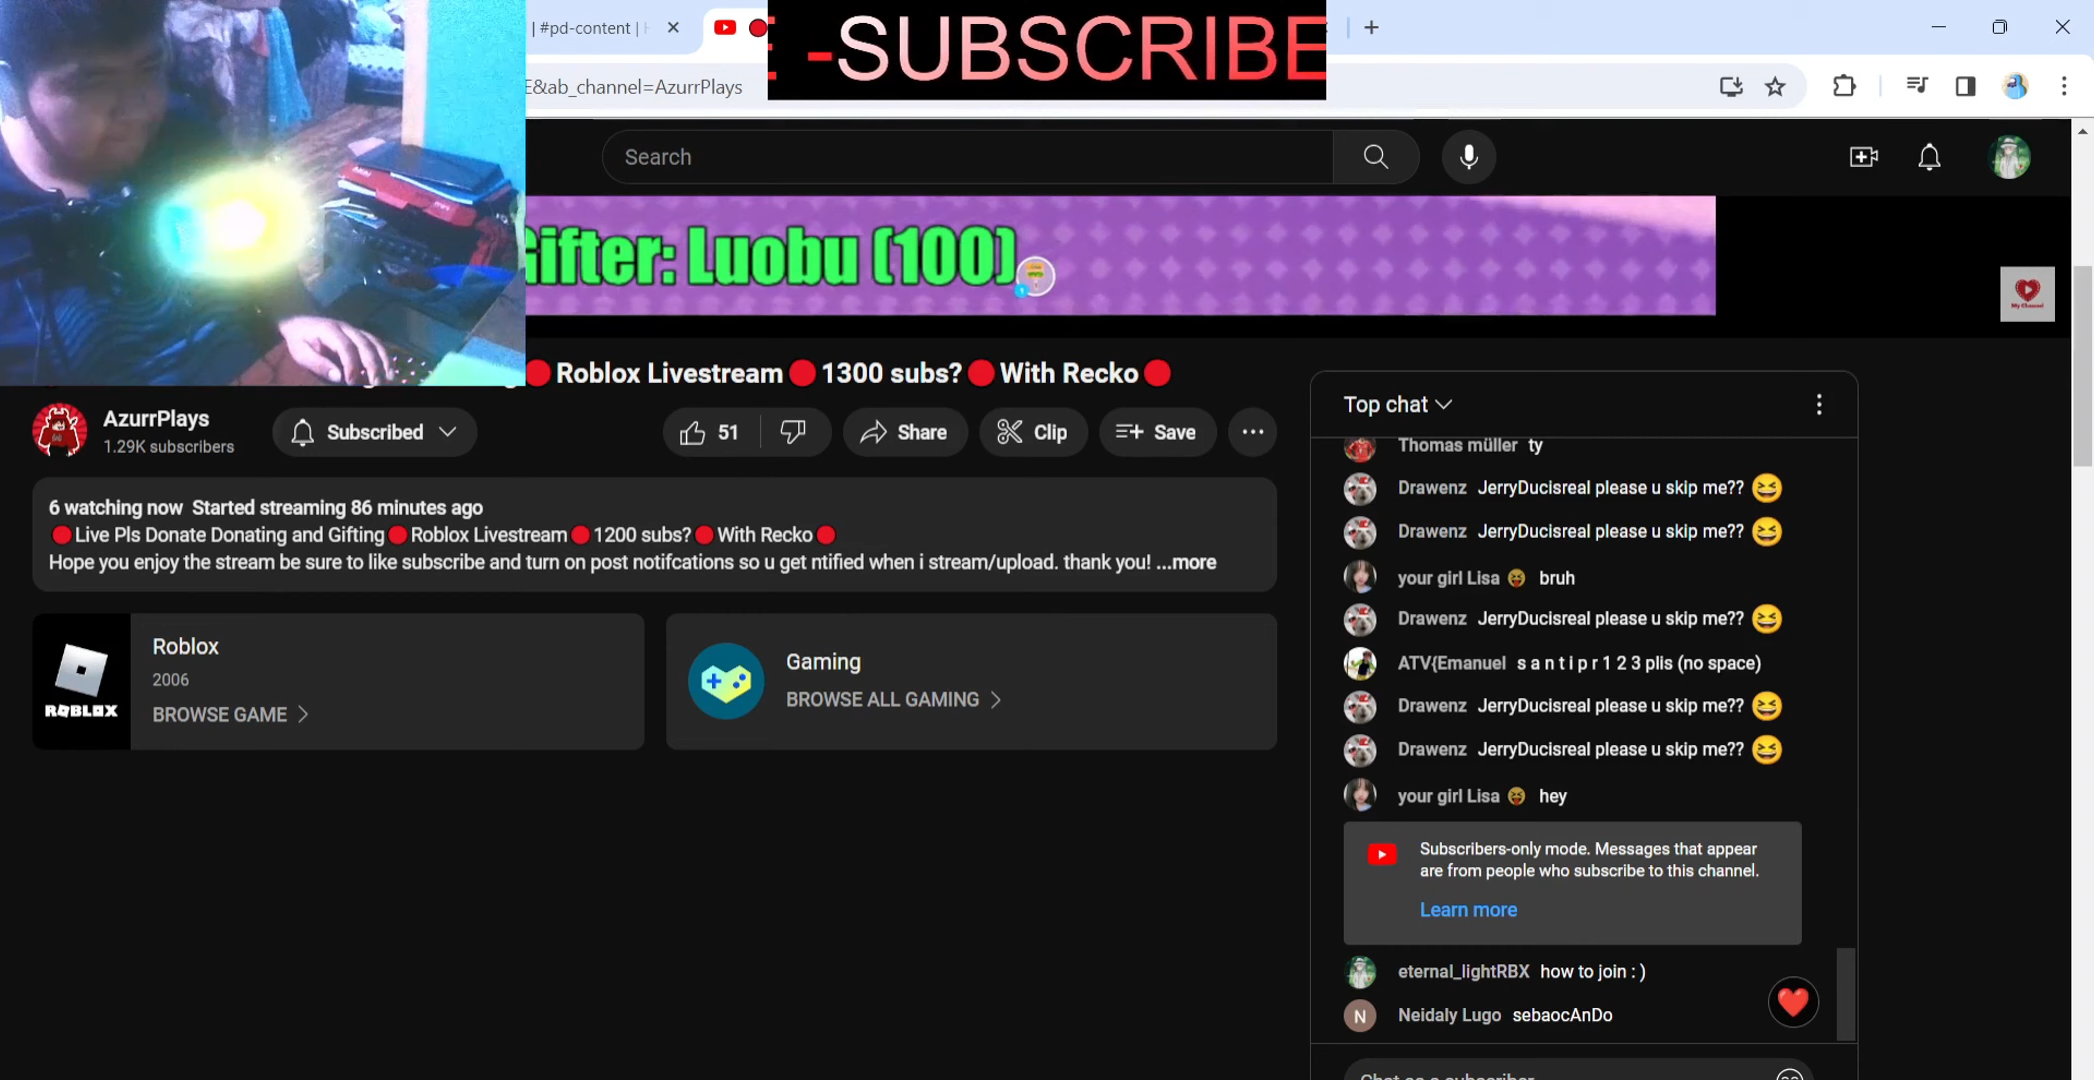 | #pd-content |
-SUBSCRIBE
E&ab_channel=AzurrPlays
Search
Gifter: Luobu (100)
My Channel
🔴Roblox Livestream🔴1300 subs?🔴With Recko🔴
AzurrPlays
1.29K subscribers
Subscribed
51
Share
Clip
Save
6 watching now Started streaming 86 minutes ago
🔴Live Pls Donate Donating and Gifting🔴Roblox Livestream🔴1200 subs?🔴With Recko🔴
Hope you enjoy the stream be sure to like subscribe and turn on post notifcations so u get ntified when i stream/upload. thank you! ...more
ROBLOX
Roblox
2006
BROWSE GAME
Gaming
BROWSE ALL GAMING
Top chat
Thomas müller ty
Drawenz JerryDucisreal please u skip me?? 😆
Drawenz JerryDucisreal please u skip me?? 😆
your girl Lisa 😝 bruh
Drawenz JerryDucisreal please u skip me?? 😆
ATV{Emanuel s a n t i p r 1 2 3 plis (no space)
Drawenz JerryDucisreal please u skip me?? 😆
Drawenz JerryDucisreal please u skip me?? 😆
your girl Lisa 😝 hey
Subscribers-only mode. Messages that appear
are from people who subscribe to this channel.
Learn more
eternal_lightRBX how to join : )
N Neidaly Lugo sebaocAnDo
Chat as a subscriber